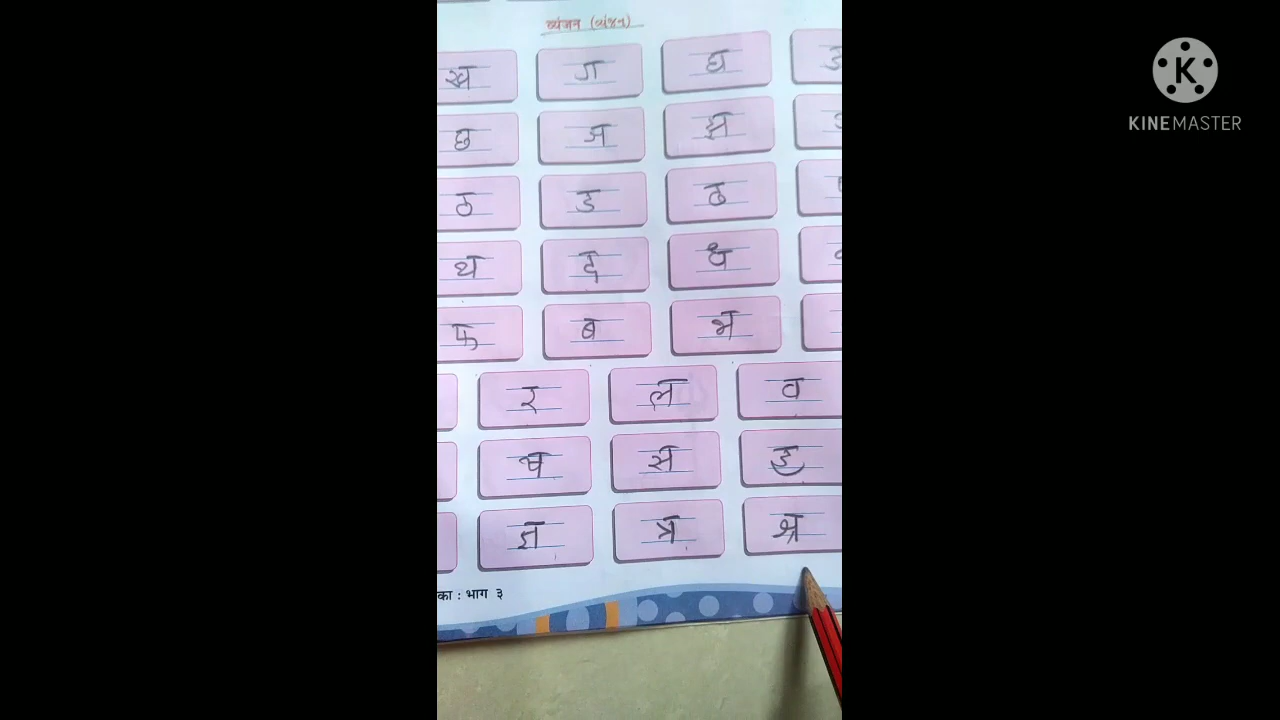 व्यंजन (व्यंजन)
ख ग घ
छ ज झ
ठ ड ढ
थ द ध
फ ब भ
र ल व
ष स ह
ज्ञ त्र श्र
का : भाग ३
K
KINEMASTER